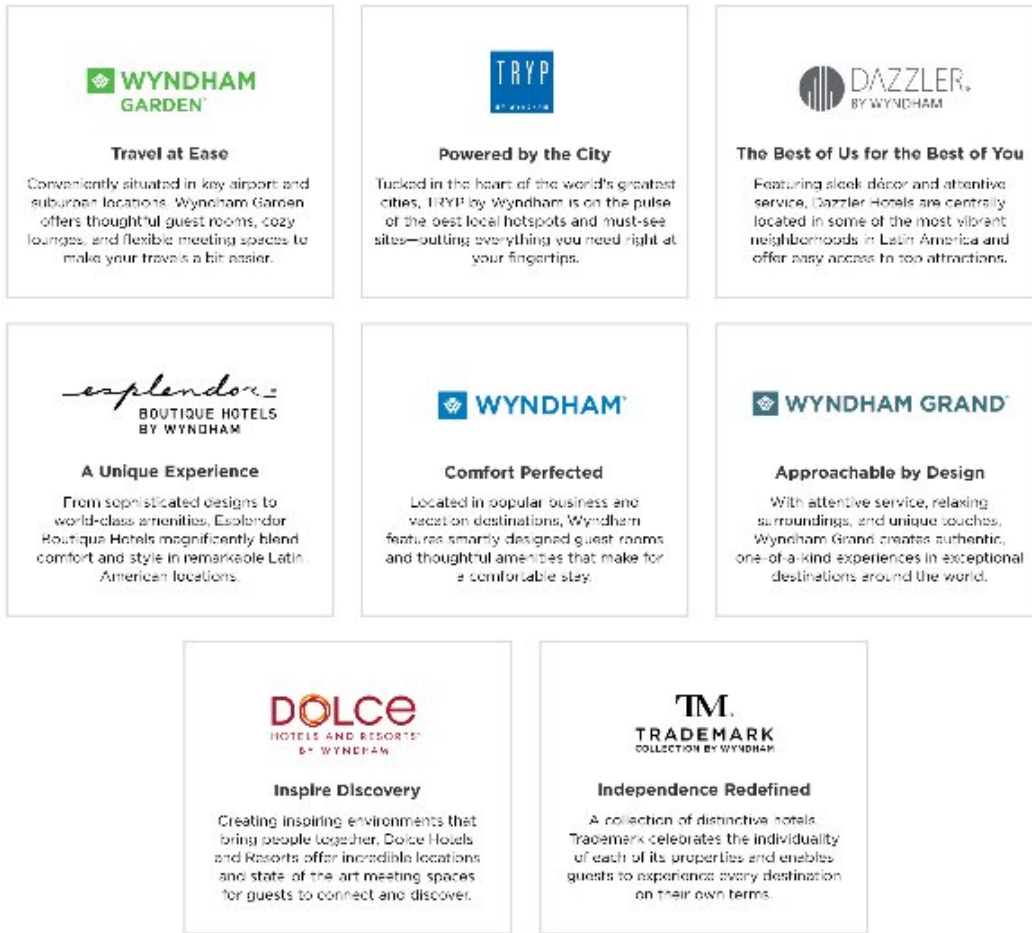 WYNDHAM
GARDEN
Travel at Ease
Conveniently situated in key airport and
suburban locations, Wyndham Garden
offers thoughtful guest rooms, cozy
lounges, and flexible meeting spaces to
make your travels a bit easier.
TRYP
BY WYNDHAM
Powered by the City
Tucked in the heart of the world's greatest
cities, TRYP by Wyndham is on the pulse
of the best local hotspots and must-see
sites—putting everything you need right at
your fingertips.
DAZZLER®
BY WYNDHAM
The Best of Us for the Best of You
Featuring sleek décor and attentive
service, Dazzler Hotels are centrally
located in some of the most vibrant
neighborhoods in Latin America and
offer easy access to top attractions.
esplendor
BOUTIQUE HOTELS
BY WYNDHAM
A Unique Experience
From sophisticated designs to
world-class amenities, Esplendor
Boutique Hotels magnificently blend
comfort and style in remarkable Latin
American locations.
WYNDHAM
Comfort Perfected
Located in popular business and
vacation destinations, Wyndham
features smartly designed guest rooms
and thoughtful amenities that make for
a comfortable stay.
WYNDHAM GRAND
Approachable by Design
With attentive service, relaxing
surroundings, and unique touches,
Wyndham Grand creates authentic,
one-of-a-kind experiences in exceptional
destinations around the world.
DOLCE
HOTELS AND RESORTS
BY WYNDHAM
Inspire Discovery
Creating inspiring environments that
bring people together, Dolce Hotels
and Resorts offer incredible locations
and state of the art meeting spaces
for guests to connect and discover.
TM
TRADEMARK
COLLECTION BY WYNDHAM
Independence Redefined
A collection of distinctive hotels,
Trademark celebrates the individuality
of each of its properties and enables
guests to experience every destination
on their own terms.